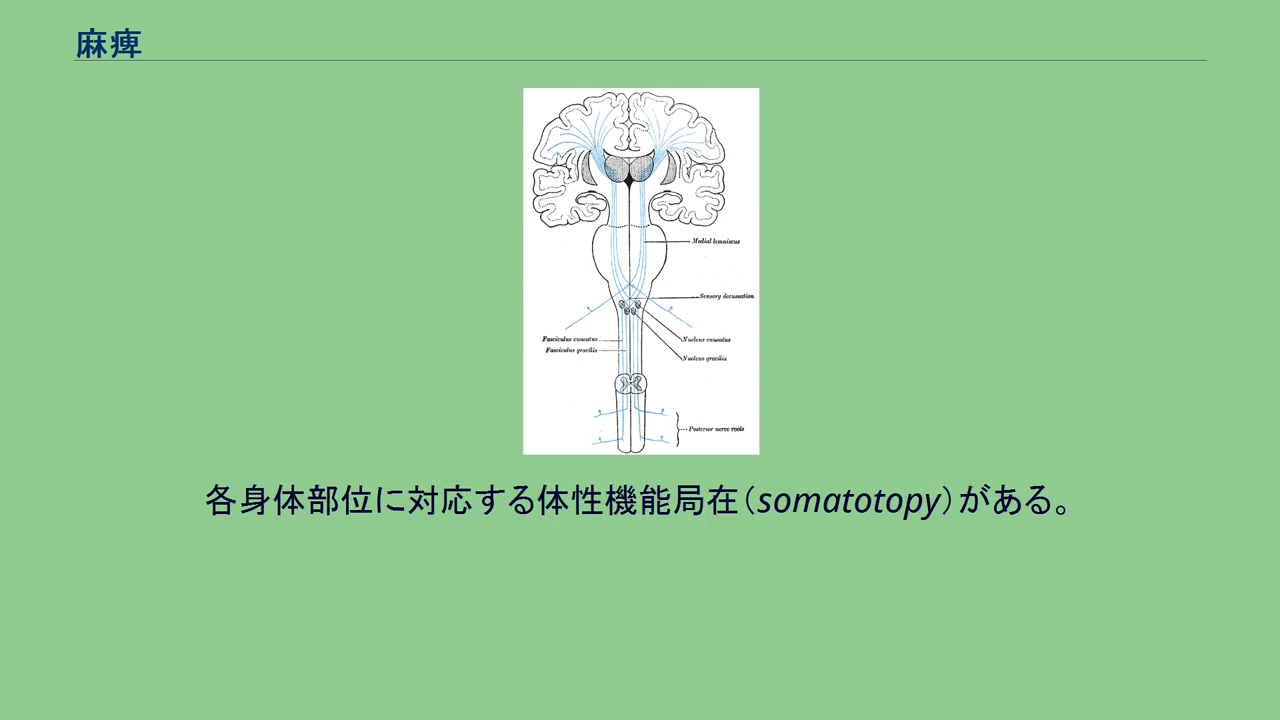 麻痺
Medial lemniscus
Sensory decussation
Fasciculus cuneatus
Nucleus cuneatus
Fasciculus gracilis
Nucleus gracilis
Posterior nerve roots
各身体部位に対応する体性機能局在（somatotopy）がある。